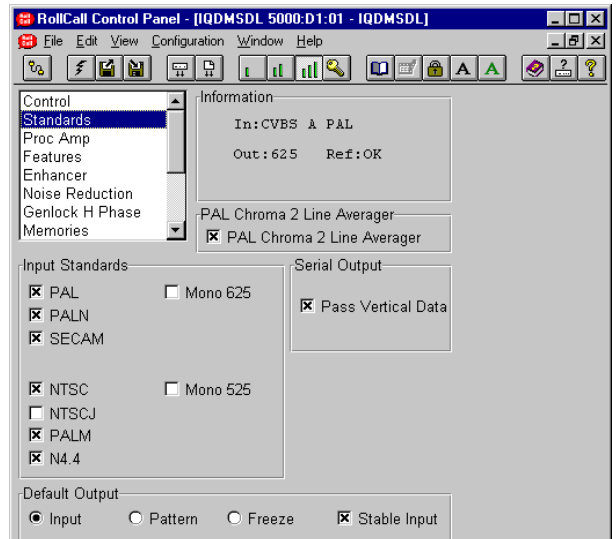 RollCall Control Panel - [IQDMSDL 5000:D1:01 - IQDMSDL]
File Edit View Configuration Window Help
A A
Control
Standards
Proc Amp
Features
Enhancer
Noise Reduction
Genlock H Phase
Memories
Information
In:CVBS A PAL
Out:625 Ref:OK
PAL Chroma 2 Line Averager
PAL Chroma 2 Line Averager
Input Standards
PAL Mono 625
PALN
SECAM
NTSC Mono 525
NTSCJ
PALM
N4.4
Serial Output
Pass Vertical Data
Default Output
Input Pattern Freeze Stable Input